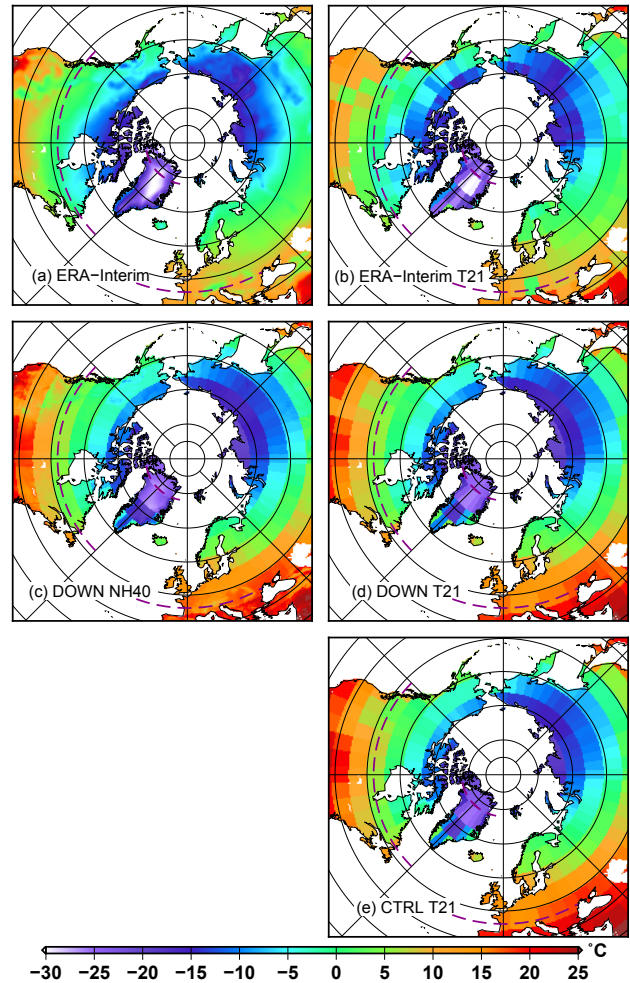 (a) ERA−Interim
(b) ERA−Interim T21
(c) DOWN NH40
(d) DOWN T21
(e) CTRL T21
˚C
−30 −25 −20 −15 −10 −5 0 5 10 15 20 25